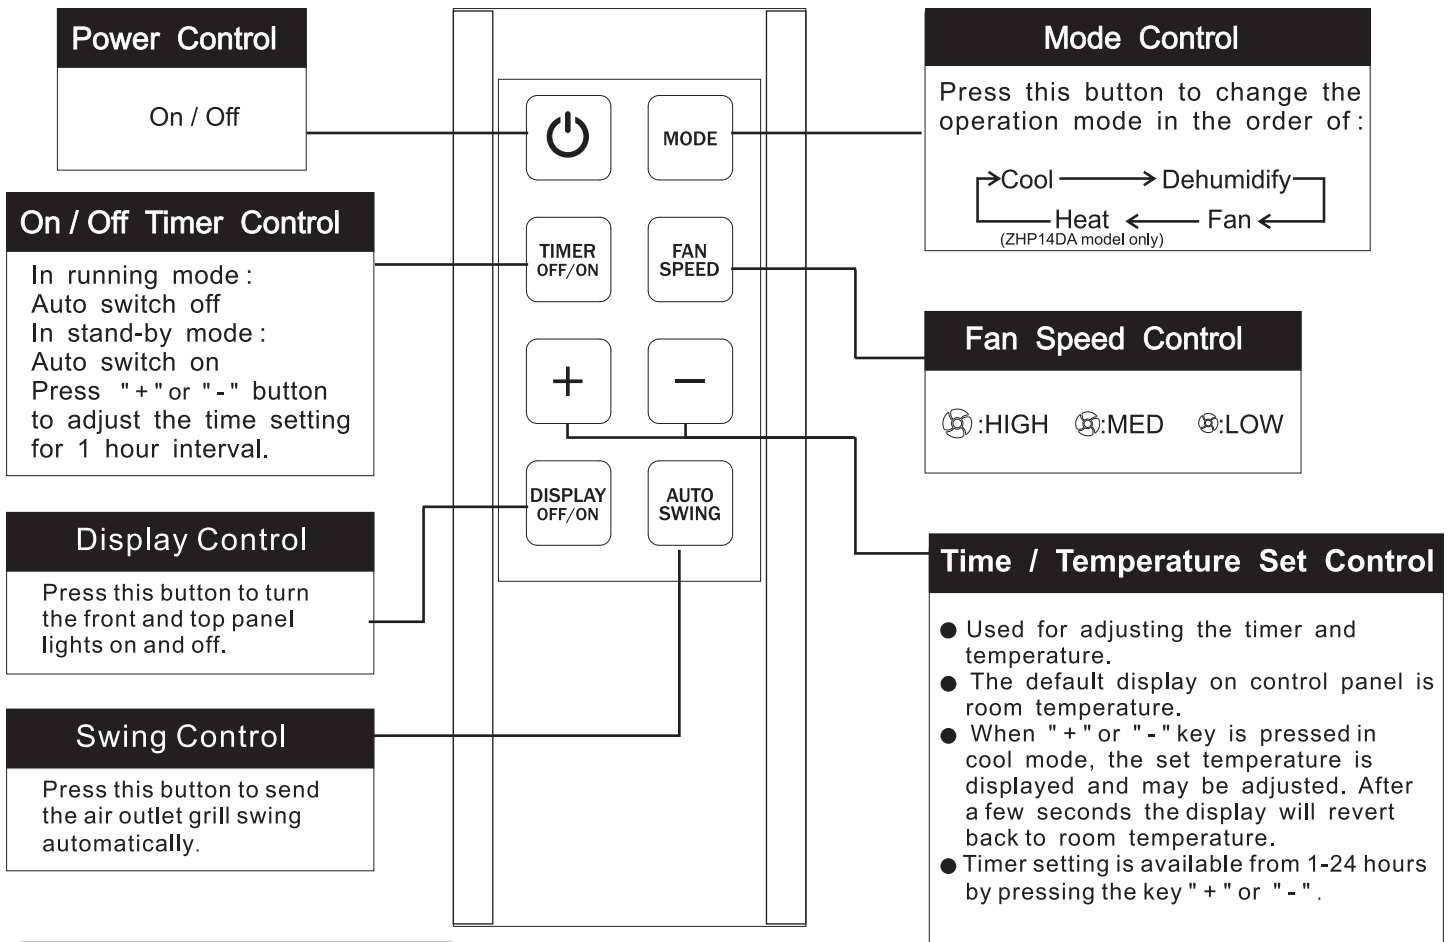 Power Control
On / Off
On / Off Timer Control
In running mode :
Auto switch off
In stand-by mode :
Auto switch on
Press "+" or "-" button
to adjust the time setting
for 1 hour interval.
Display Control
Press this button to turn
the front and top panel
lights on and off.
Swing Control
Press this button to send
the air outlet grill swing
automatically.
MODE
TIMER
OFF/ON
FAN
SPEED
+
−
DISPLAY
OFF/ON
AUTO
SWING
Mode Control
Press this button to change the
operation mode in the order of :
Cool Dehumidify
Heat Fan
(ZHP14DA model only)
Fan Speed Control
:HIGH :MED :LOW
Time / Temperature Set Control
● Used for adjusting the timer and
temperature.
● The default display on control panel is
room temperature.
● When "+" or "-" key is pressed in
cool mode, the set temperature is
displayed and may be adjusted. After
a few seconds the display will revert
back to room temperature.
● Timer setting is available from 1-24 hours
by pressing the key "+" or "-".